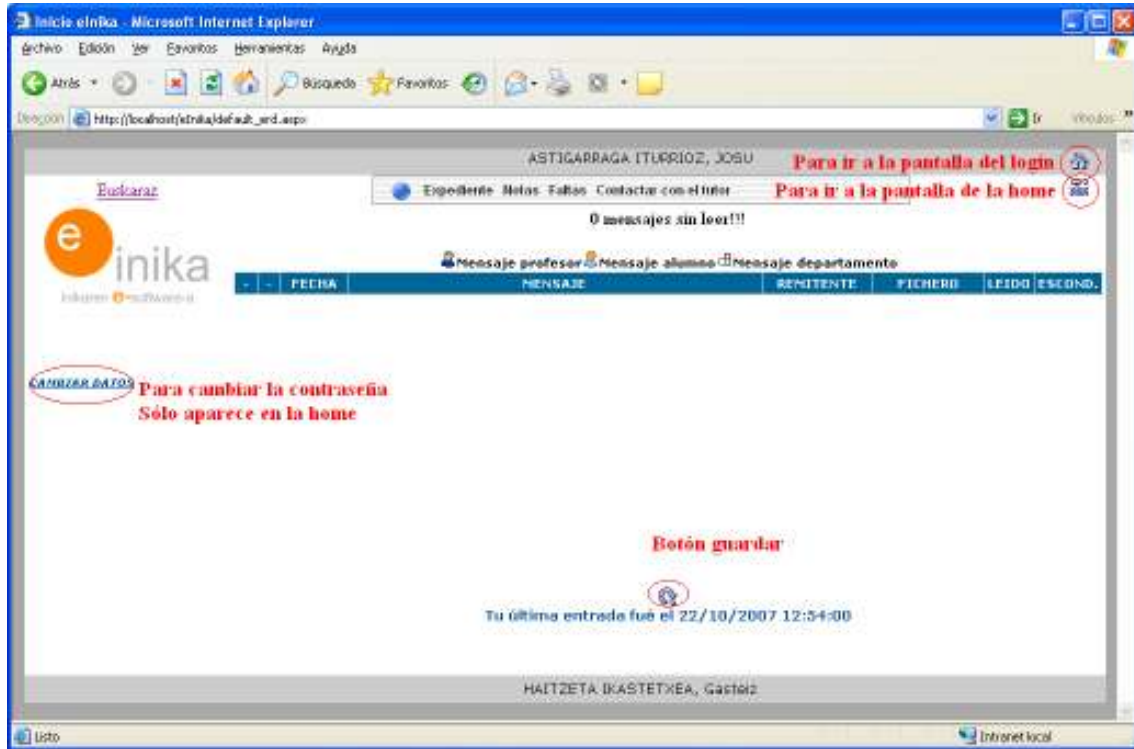 Inicio eInika - Microsoft Internet Explorer
Archivo Edición Ver Favoritos Herramientas Ayuda
Atrás Búsqueda Favoritos
Dirección http://localhost/eInika/default_erd.aspx Ir Vínculos
ASTIGARRAGA ITURRIOZ, JOSU Para ir a la pantalla del login
Euskaraz Expediente Notas Faltas Contactar con el tutor Para ir a la pantalla de la home
0 mensajes sin leer!!!
e inika
Mensaje profesor Mensaje alumno Mensaje departamento
- - FECHA MENSAJE REMITENTE FICHERO LEIDO ESCOND.
CAMBIAR DATOS Para cambiar la contraseña
Sólo aparece en la home
Botón guardar
Tu última entrada fué el 22/10/2007 12:54:00
HAITZETA IKASTETXEA, Gasteiz
Listo Intranet local